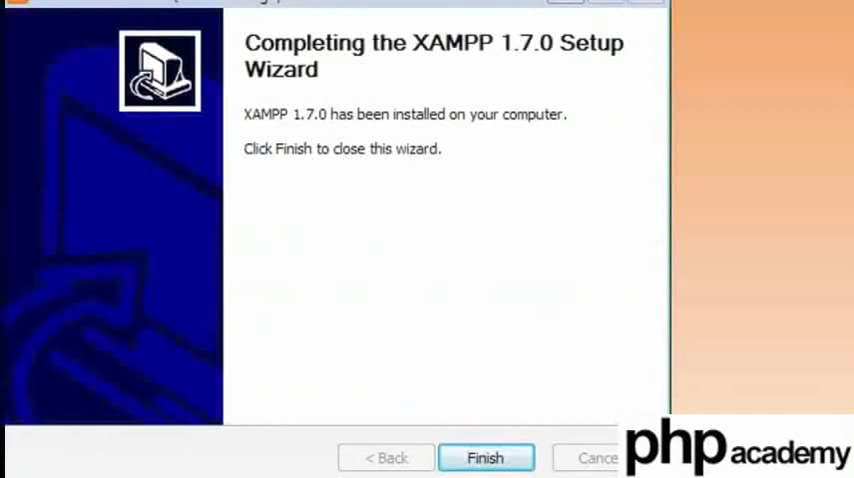 Completing the XAMPP 1.7.0 Setup
Wizard
XAMPP 1.7.0 has been installed on your computer.
Click Finish to close this wizard.
< Back
Finish
Cance
php academy